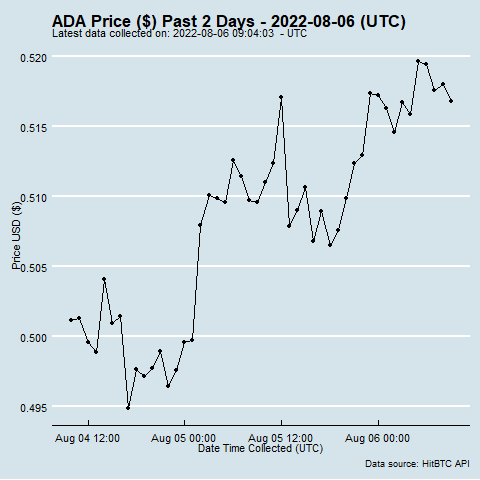 ADA Price ($) Past 2 Days - 2022-08-06 (UTC)
Latest data collected on: 2022-08-06 09:04:03 - UTC
0.520
0.515
0.510
0.505
0.500
0.495
Price USD ($)
Aug 04 12:00 Aug 05 00:00 Aug 05 12:00 Aug 06 00:00
Date Time Collected (UTC)
Data source: HitBTC API